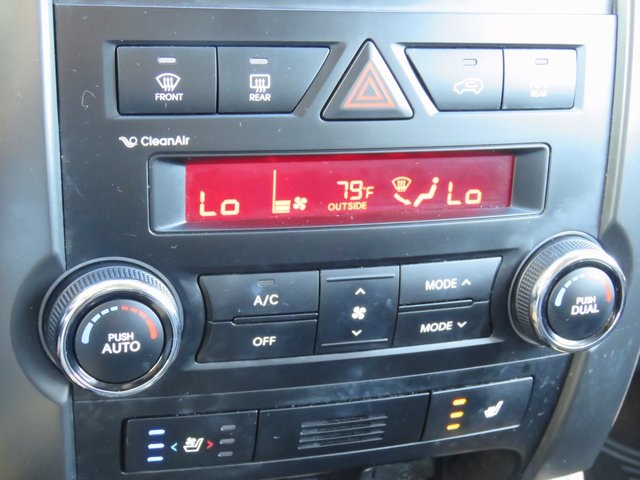 FRONT
REAR
CleanAir
Lo
79°F
OUTSIDE
Lo
PUSH
AUTO
A/C
OFF
MODE
MODE
PUSH
DUAL